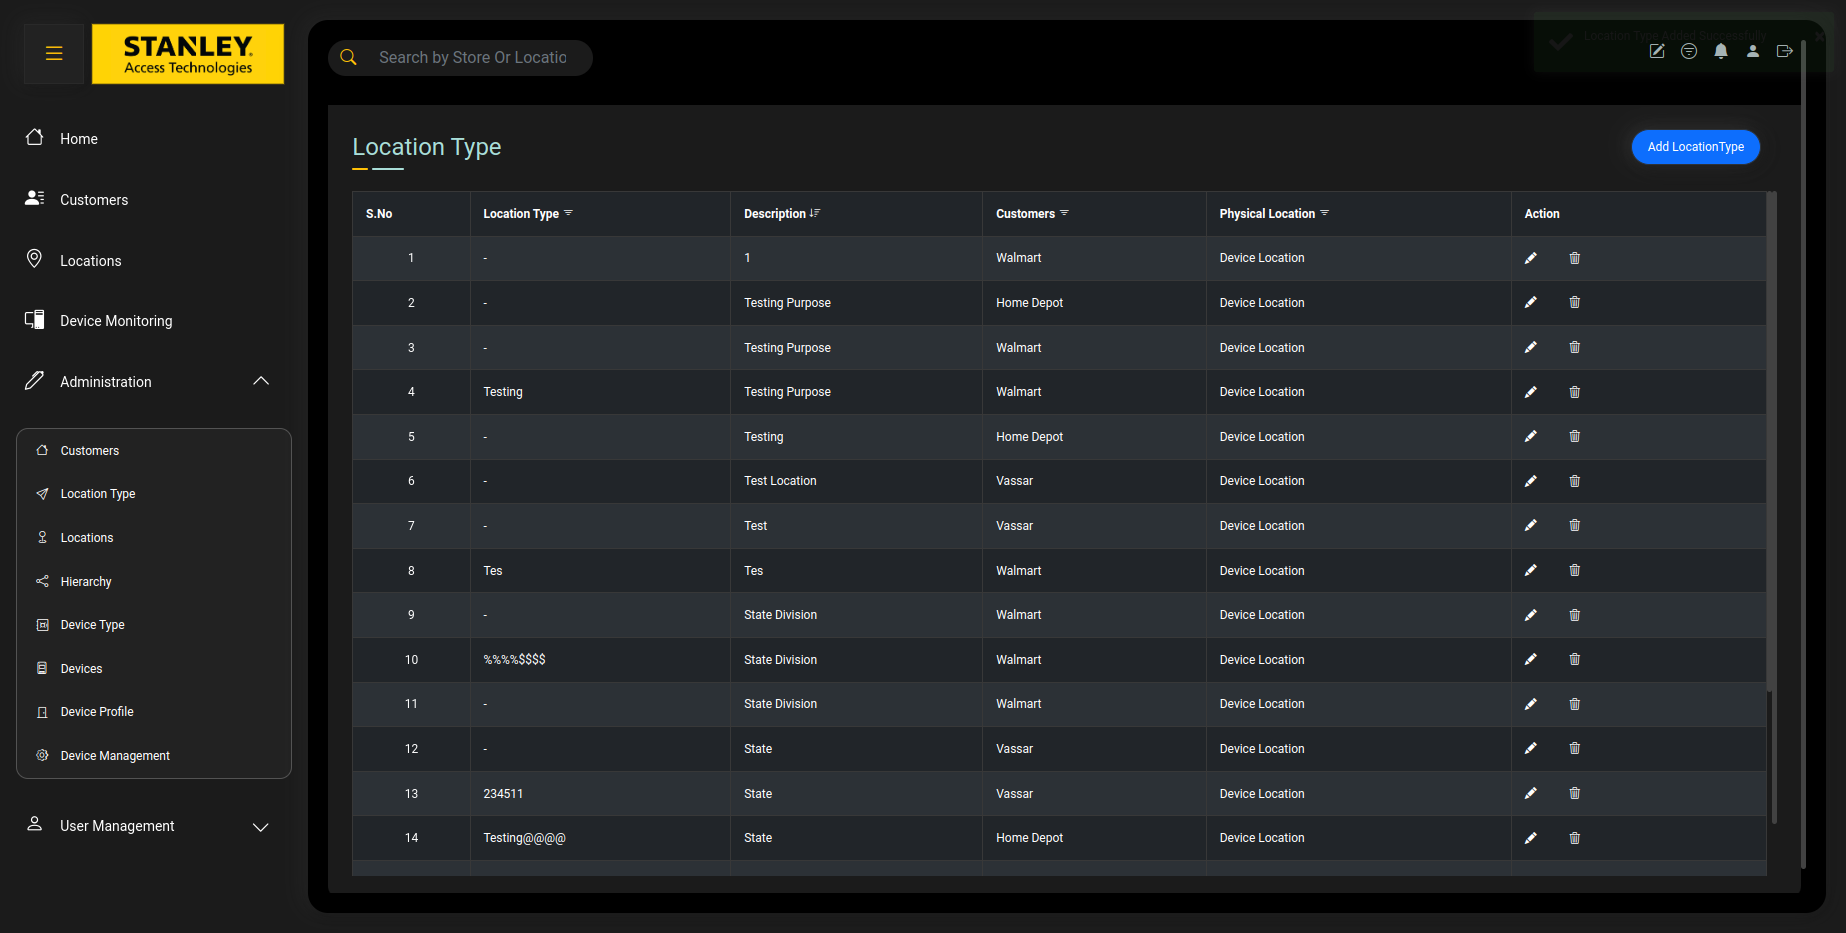 STANLEY.
Access Technologies
Search by Store Or Locatio
Location Type Added Successfully
Home
Customers
Locations
Device Monitoring
Administration
Customers
Location Type
Locations
Hierarchy
Device Type
Devices
Device Profile
Device Management
User Management
Location Type
Add LocationType
S.No Location Type Description Customers Physical Location Action
1 - 1 Walmart Device Location
2 - Testing Purpose Home Depot Device Location
3 - Testing Purpose Walmart Device Location
4 Testing Testing Purpose Walmart Device Location
5 - Testing Home Depot Device Location
6 - Test Location Vassar Device Location
7 - Test Vassar Device Location
8 Tes Tes Walmart Device Location
9 - State Division Walmart Device Location
10 %%%%$$$$ State Division Walmart Device Location
11 - State Division Walmart Device Location
12 - State Vassar Device Location
13 234511 State Vassar Device Location
14 Testing@@@@ State Home Depot Device Location